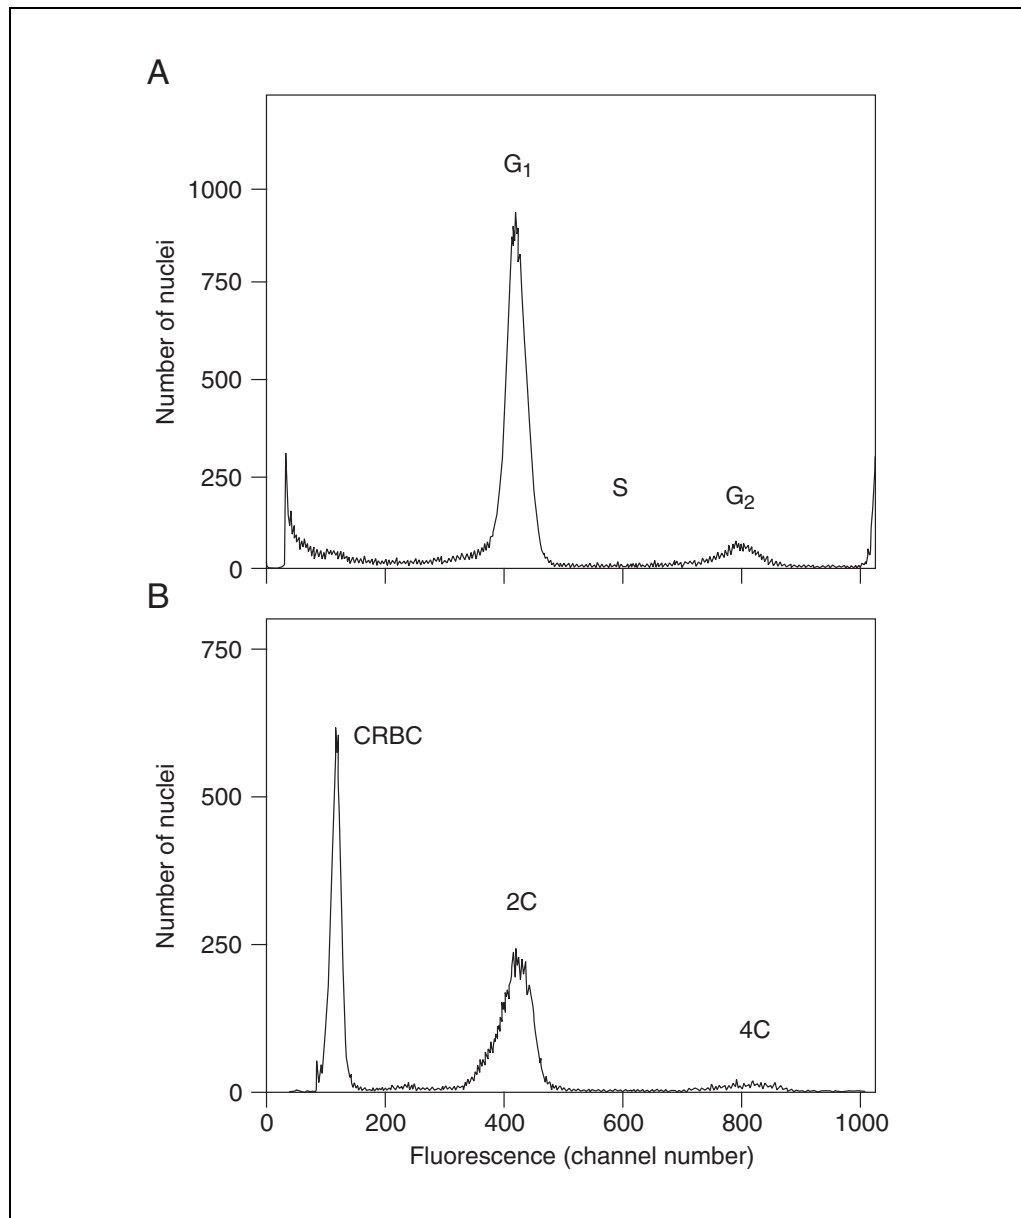 A
Number of nuclei
1000
750
500
250
0
G1
S
G2
B
Number of nuclei
750
500
250
0
CRBC
2C
4C
0 200 400 600 800 1000
Fluorescence (channel number)